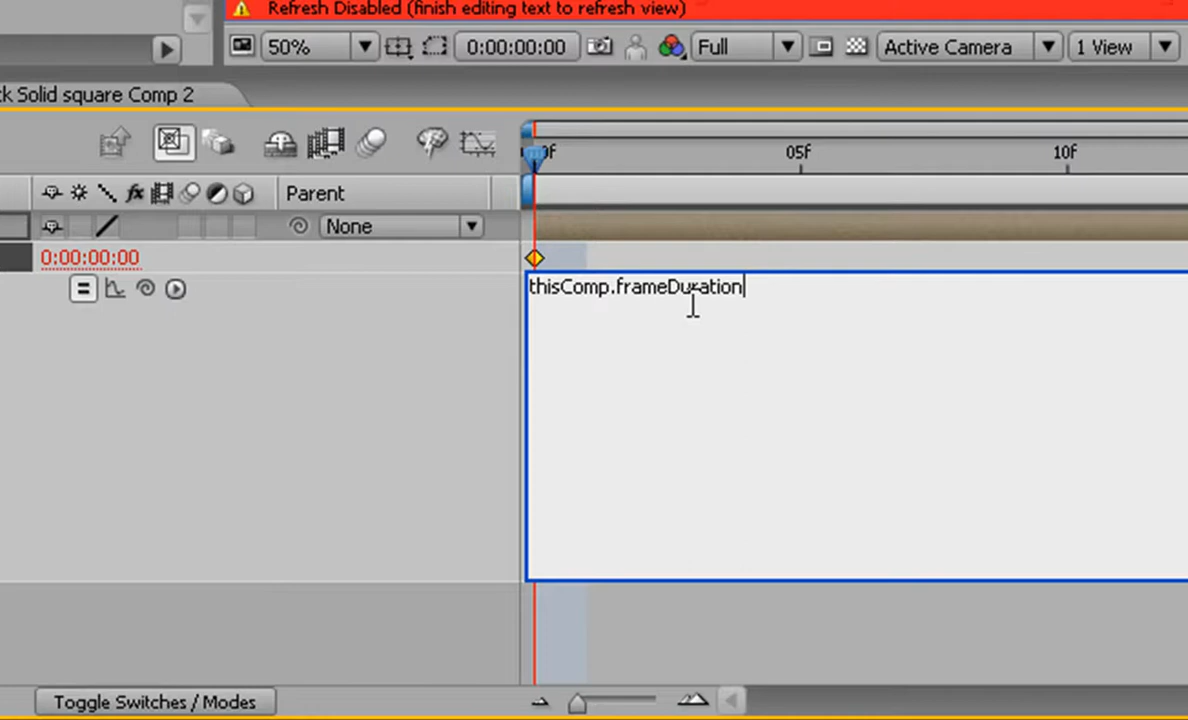 Refresh Disabled (finish editing text to refresh view)
50%
0:00:00:00
Full
Active Camera
1 View
k Solid square Comp 2
0f
05f
10f
Parent
None
0:00:00:00
thisComp.frameDuration
Toggle Switches / Modes